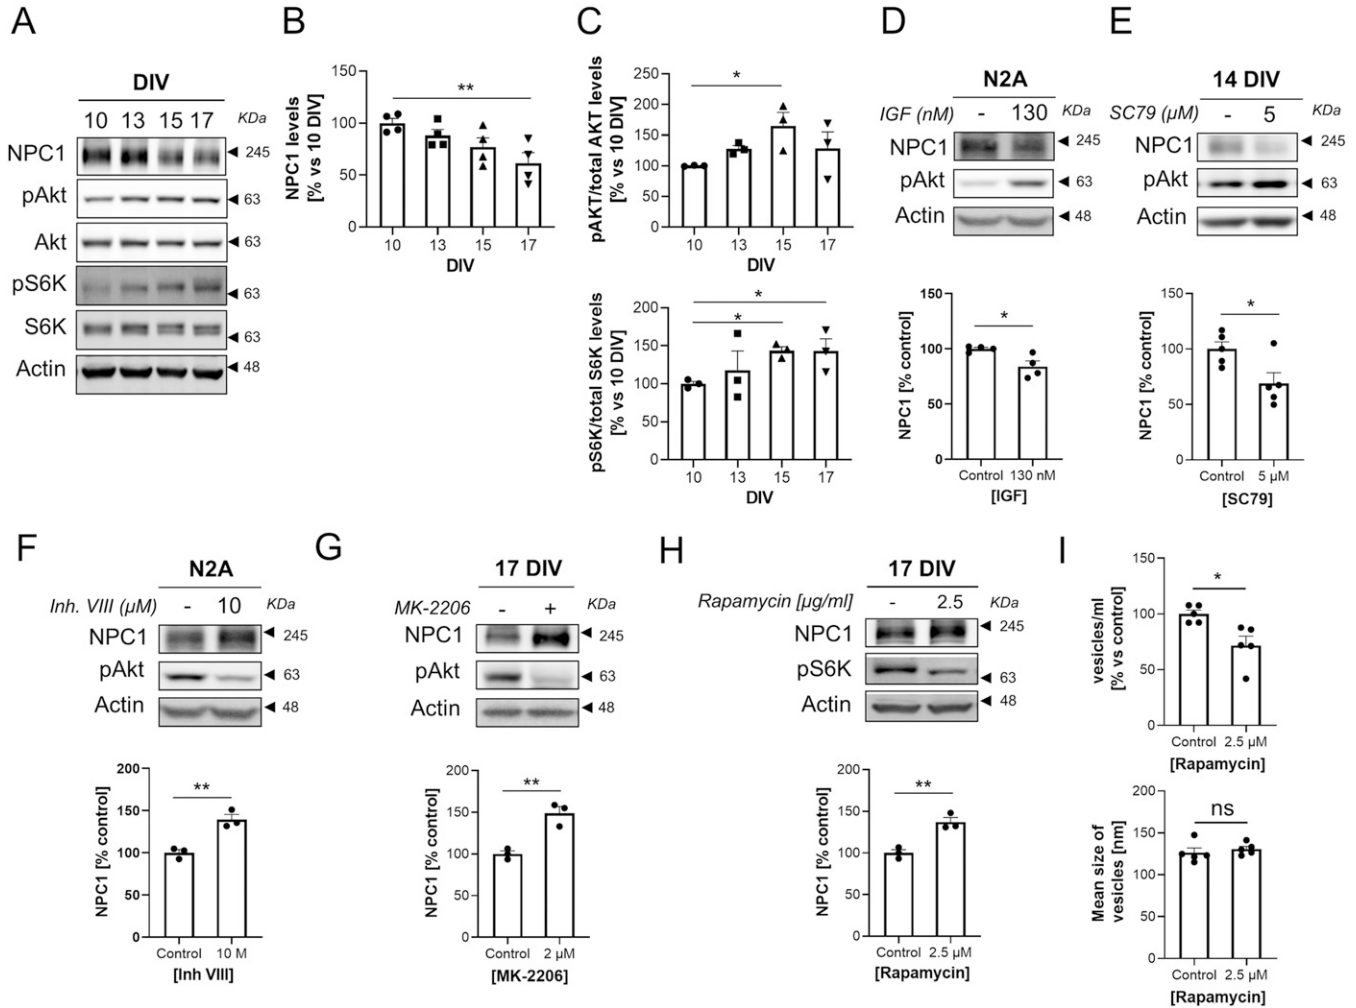 A
DIV
10 13 15 17 KDa
NPC1 245
pAkt 63
Akt 63
pS6K 63
S6K 63
Actin 48
B
NPC1 levels
[% vs 10 DIV]
150
100
50
0
**
10 13 15 17
DIV
C
pAKT/total AKT levels
[% vs 10 DIV]
250
200
150
100
50
0
*
10 13 15 17
DIV
pS6K/total S6K levels
[% vs 10 DIV]
200
150
100
50
0
*
*
10 13 15 17
DIV
D
N2A
IGF (nM) - 130 KDa
NPC1 245
pAkt 63
Actin 48
NPC1 [% control]
150
100
50
0
*
Control 130 nM
[IGF]
E
14 DIV
SC79 (µM) - 5 KDa
NPC1 245
pAkt 63
Actin 48
NPC1 [% control]
150
100
50
0
*
Control 5 µM
[SC79]
F
N2A
Inh. VIII (µM) - 10 KDa
NPC1 245
pAkt 63
Actin 48
NPC1 [% control]
200
150
100
50
0
**
Control 10 M
[Inh VIII]
G
17 DIV
MK-2206 - + KDa
NPC1 245
pAkt 63
Actin 48
NPC1 [% control]
200
150
100
50
0
**
Control 2 µM
[MK-2206]
H
17 DIV
Rapamycin [µg/ml] - 2.5 KDa
NPC1 245
pS6K 63
Actin 48
NPC1 [% control]
200
150
100
50
0
**
Control 2.5 µM
[Rapamycin]
I
vesicles/ml
[% vs control]
150
100
50
0
*
Control 2.5 µM
[Rapamycin]
Mean size of
vesicles [nm]
200
150
100
50
0
ns
Control 2.5 µM
[Rapamycin]